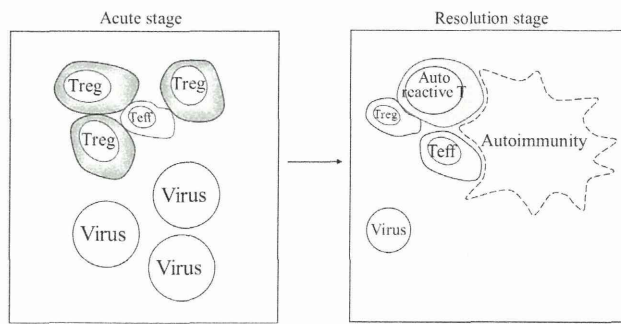 Acute stage
Treg
Treg
Teff
Treg
Virus
Virus
Virus
Resolution stage
Auto
reactive T
Treg
Teff
Autoimmunity
Virus